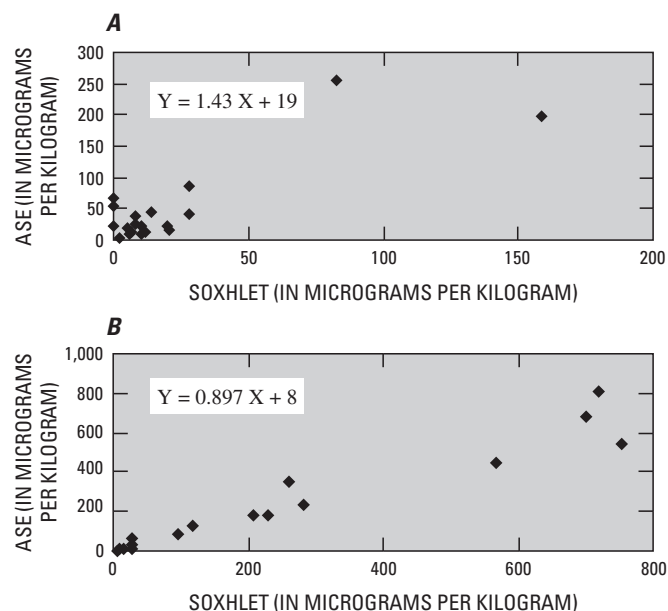 A
300
250
200
150
100
50
0
ASE (IN MICROGRAMS
PER KILOGRAM)
Y = 1.43 X + 19
0 50 100 150 200
SOXHLET (IN MICROGRAMS PER KILOGRAM)
B
1,000
800
600
400
200
0
ASE (IN MICROGRAMS
PER KILOGRAM)
Y = 0.897 X + 8
0 200 400 600 800
SOXHLET (IN MICROGRAMS PER KILOGRAM)